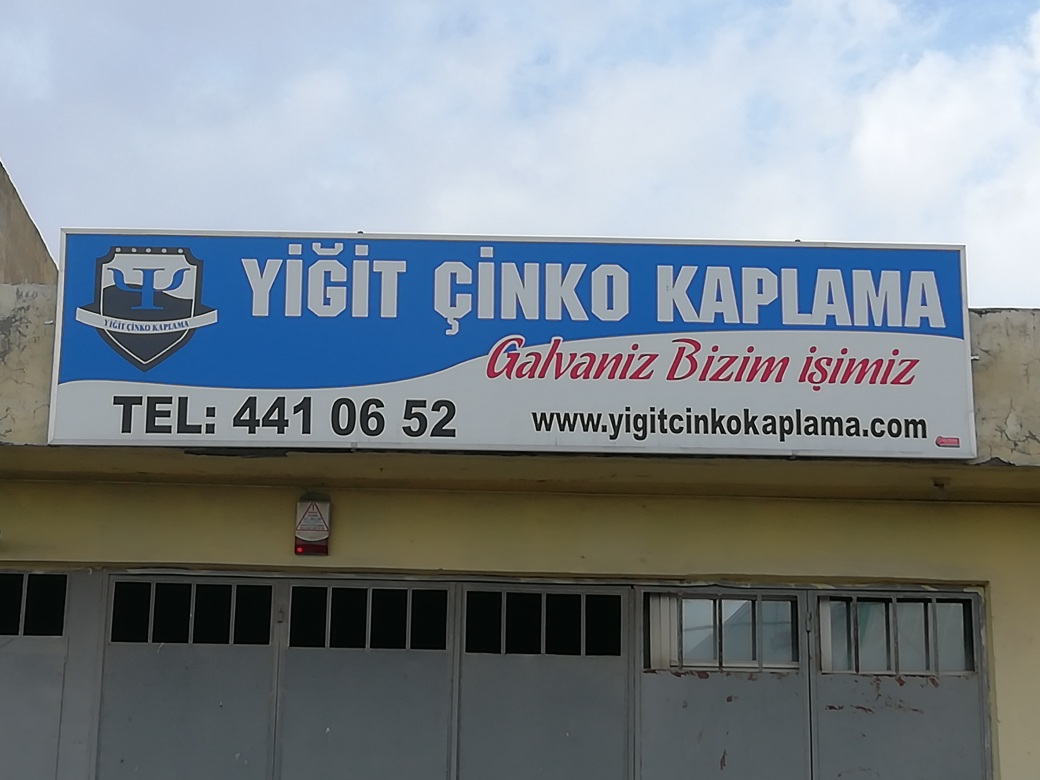 YİĞİT ÇİNKO KAPLAMA
YİĞİT ÇİNKO KAPLAMA
Galvaniz Bizim işimiz
TEL: 441 06 52
www.yigitcinkokaplama.com